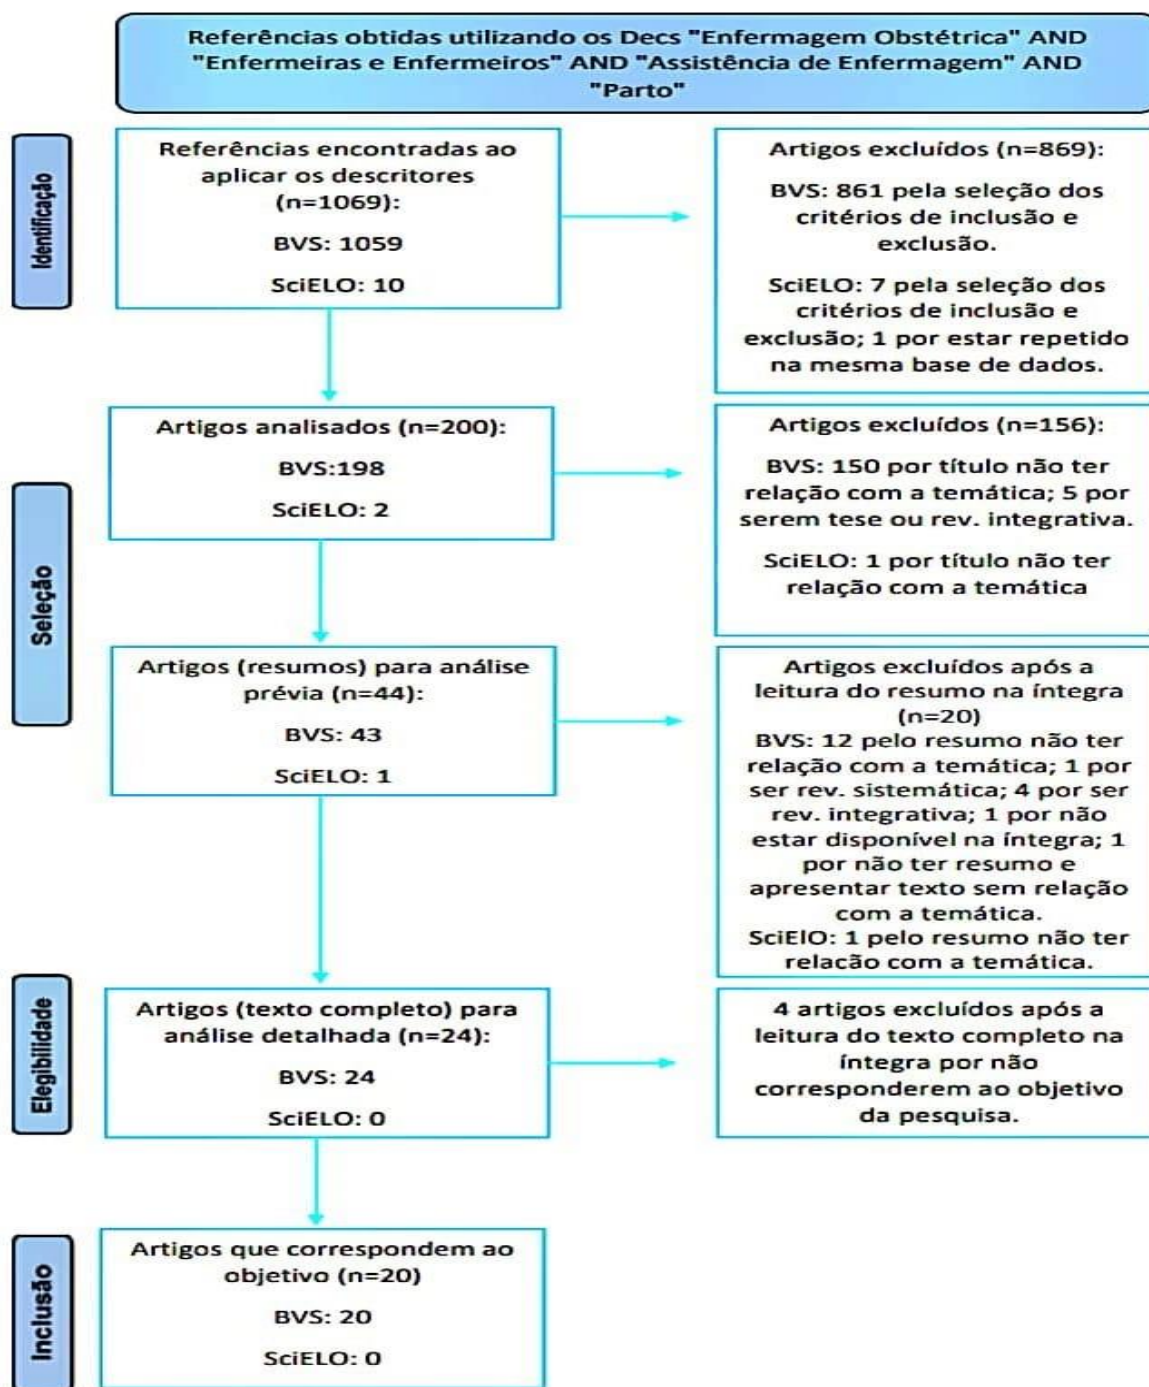 Referências obtidas utilizando os Decs "Enfermagem Obstétrica" AND
"Enfermeiras e Enfermeiros" AND "Assistência de Enfermagem" AND
"Parto"
Identificação
Referências encontradas ao
aplicar os descritores
(n=1069):
BVS: 1059
SciELO: 10
Artigos excluídos (n=869):
BVS: 861 pela seleção dos
critérios de inclusão e
exclusão.
SciELO: 7 pela seleção dos
critérios de inclusão e
exclusão; 1 por estar repetido
na mesma base de dados.
Seleção
Artigos analisados (n=200):
BVS:198
SciELO: 2
Artigos excluídos (n=156):
BVS: 150 por título não ter
relação com a temática; 5 por
serem tese ou rev. integrativa.
SciELO: 1 por título não ter
relação com a temática
Artigos (resumos) para análise
prévia (n=44):
BVS: 43
SciELO: 1
Artigos excluídos após a
leitura do resumo na íntegra
(n=20)
BVS: 12 pelo resumo não ter
relação com a temática; 1 por
ser rev. sistemática; 4 por ser
rev. integrativa; 1 por não
estar disponível na íntegra; 1
por não ter resumo e
apresentar texto sem relação
com a temática.
SciElO: 1 pelo resumo não ter
relacão com a temática.
Elegibilidade
Artigos (texto completo) para
análise detalhada (n=24):
BVS: 24
SciELO: 0
4 artigos excluídos após a
leitura do texto completo na
íntegra por não
corresponderem ao objetivo
da pesquisa.
Inclusão
Artigos que correspondem ao
objetivo (n=20)
BVS: 20
SciELO: 0